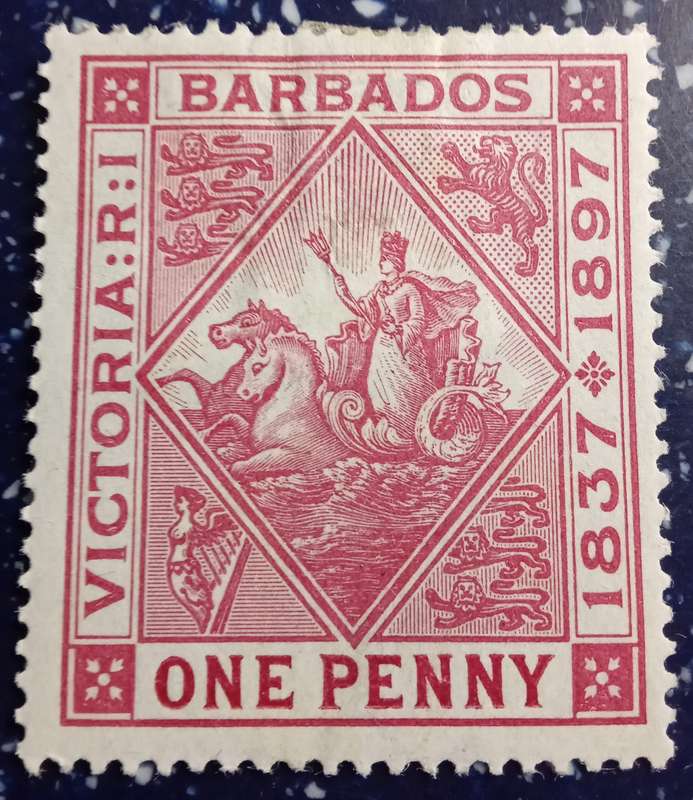 BARBADOS
VICTORIA:R:I
1837 1897
ONE PENNY